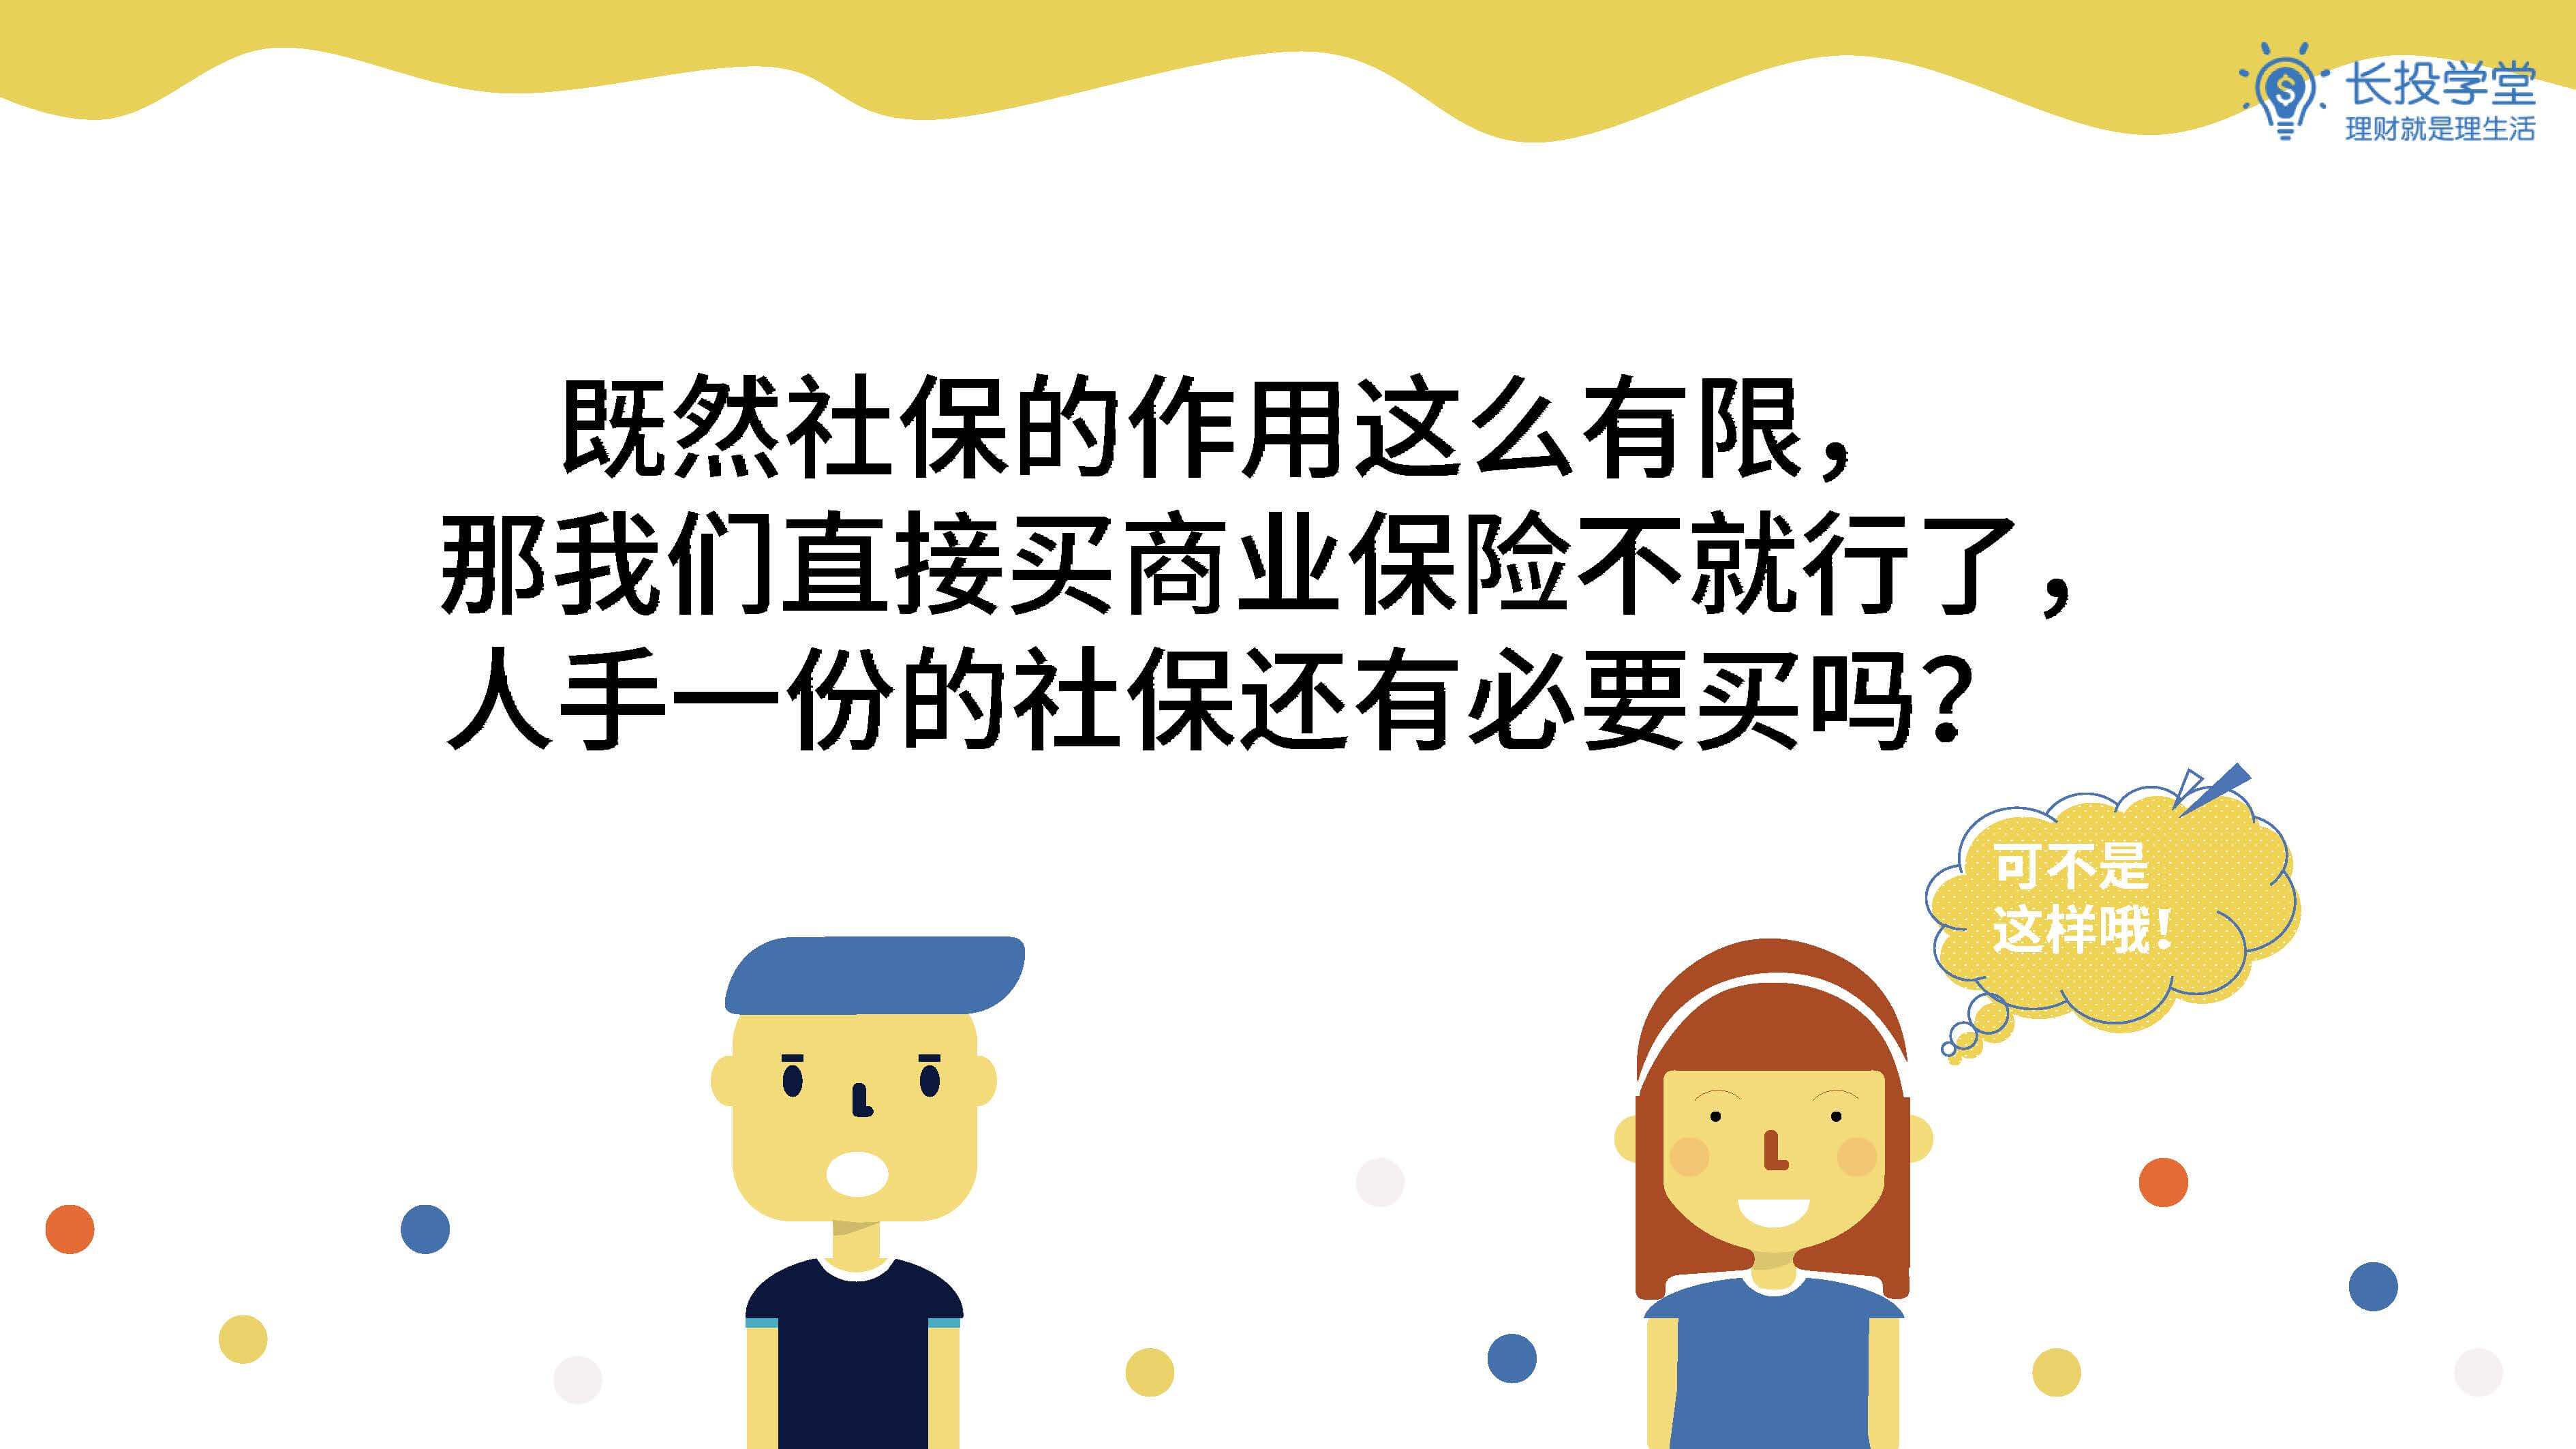 长投学堂
理财就是理生活
既然社保的作用这么有限，
那我们直接买商业保险不就行了，
人手一份的社保还有必要买吗？
可不是
这样哦！